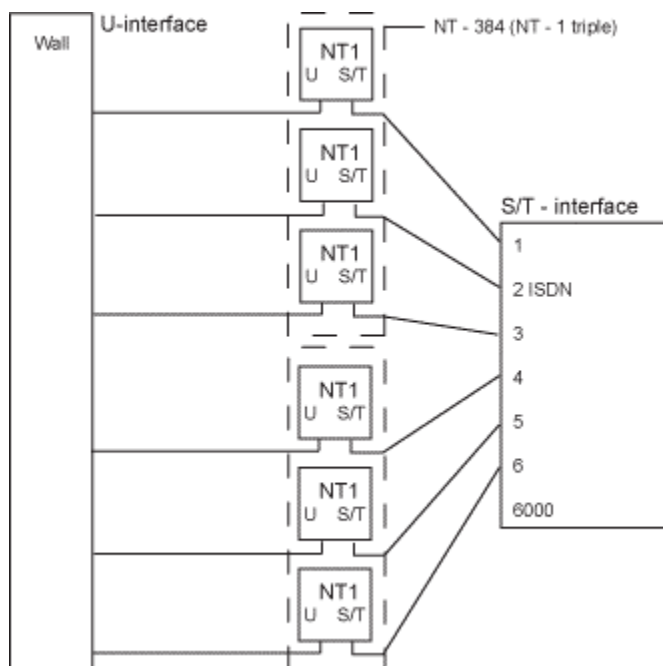 Wall
U-interface
NT - 384 (NT - 1 triple)
NT1
U S/T
NT1
U S/T
NT1
U S/T
NT1
U S/T
NT1
U S/T
NT1
U S/T
S/T - interface
1
2 ISDN
3
4
5
6
6000